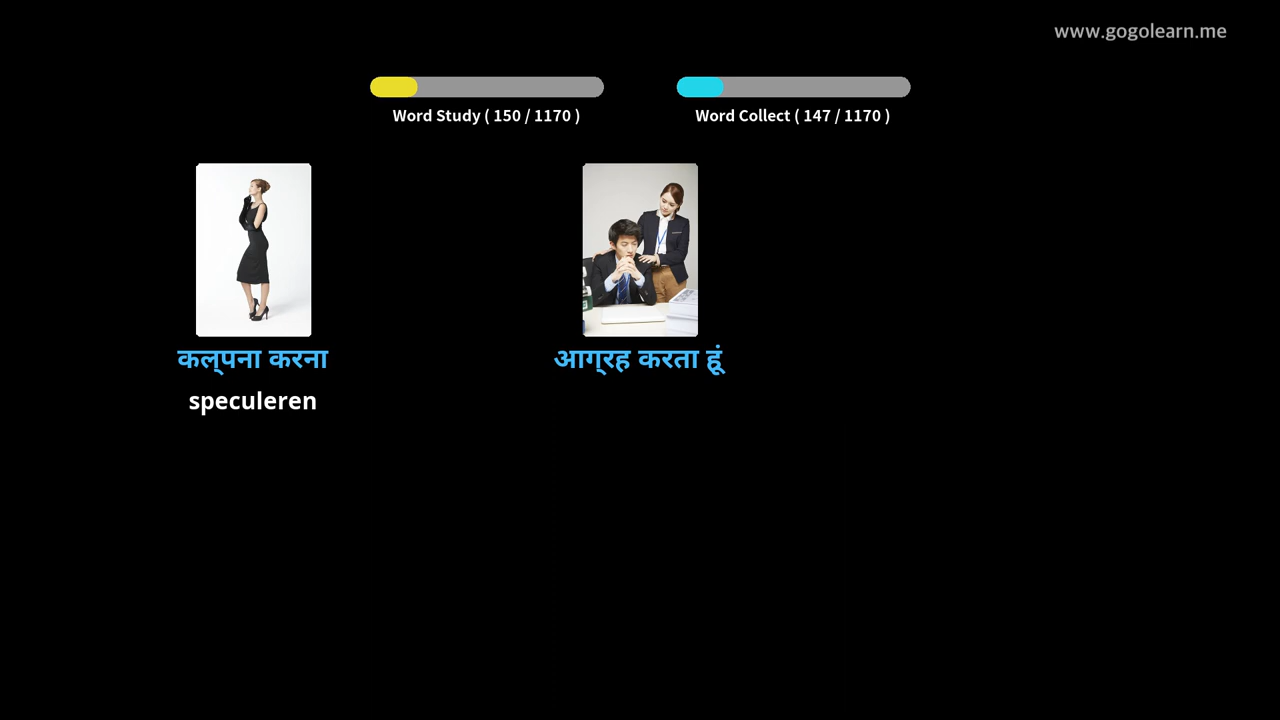 www.gogolearn.me
Word Study ( 150 / 1170 )
Word Collect ( 147 / 1170 )
कल्पना करना
आग्रह करता हूं
speculeren